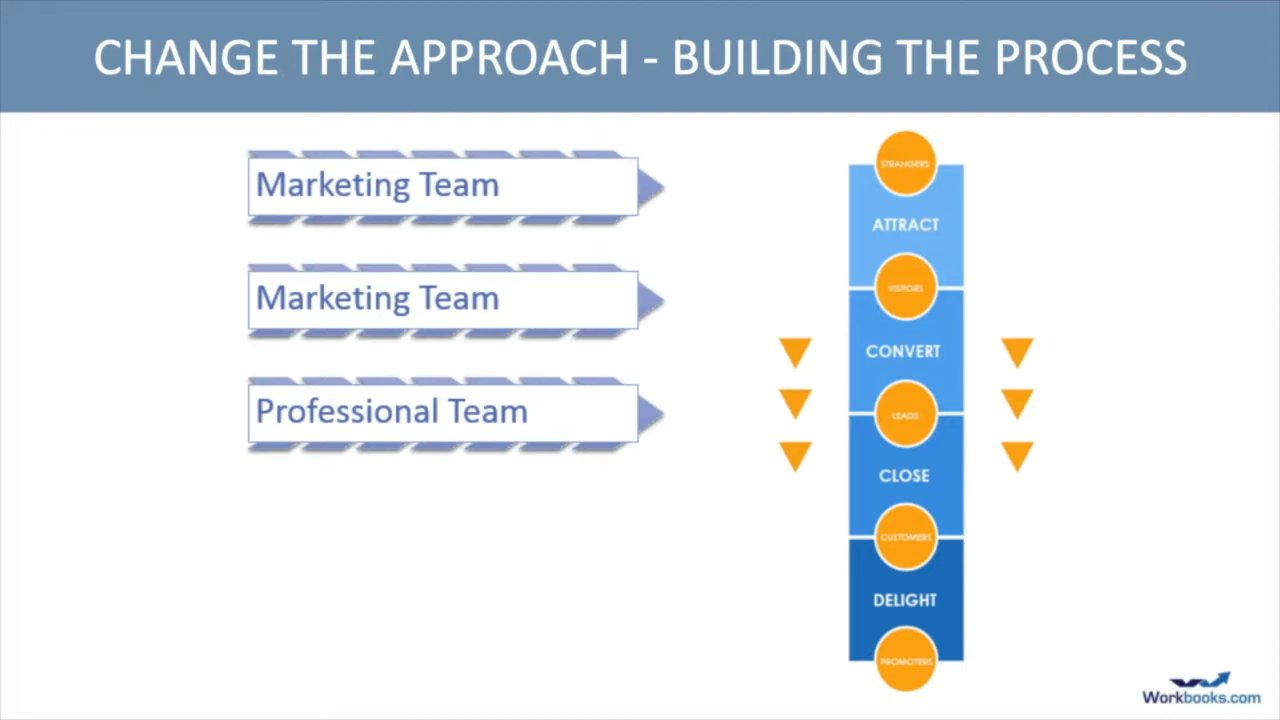 CHANGE THE APPROACH - BUILDING THE PROCESS
Marketing Team
Marketing Team
Professional Team
STRANGERS
ATTRACT
VISITORS
CONVERT
LEADS
CLOSE
CUSTOMERS
DELIGHT
PROMOTERS
Workbooks.com